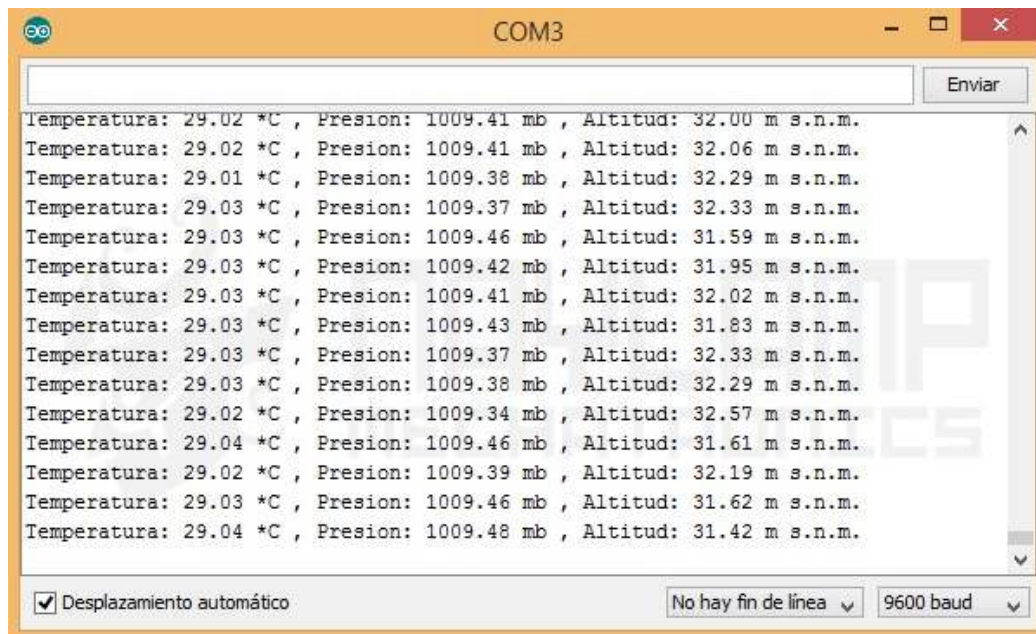 COM3
Enviar
Temperatura: 29.02 *C , Presion: 1009.41 mb , Altitud: 32.00 m s.n.m.
Temperatura: 29.02 *C , Presion: 1009.41 mb , Altitud: 32.06 m s.n.m.
Temperatura: 29.01 *C , Presion: 1009.38 mb , Altitud: 32.29 m s.n.m.
Temperatura: 29.03 *C , Presion: 1009.37 mb , Altitud: 32.33 m s.n.m.
Temperatura: 29.03 *C , Presion: 1009.46 mb , Altitud: 31.59 m s.n.m.
Temperatura: 29.03 *C , Presion: 1009.42 mb , Altitud: 31.95 m s.n.m.
Temperatura: 29.03 *C , Presion: 1009.41 mb , Altitud: 32.02 m s.n.m.
Temperatura: 29.03 *C , Presion: 1009.43 mb , Altitud: 31.83 m s.n.m.
Temperatura: 29.03 *C , Presion: 1009.37 mb , Altitud: 32.33 m s.n.m.
Temperatura: 29.03 *C , Presion: 1009.38 mb , Altitud: 32.29 m s.n.m.
Temperatura: 29.02 *C , Presion: 1009.34 mb , Altitud: 32.57 m s.n.m.
Temperatura: 29.04 *C , Presion: 1009.46 mb , Altitud: 31.61 m s.n.m.
Temperatura: 29.02 *C , Presion: 1009.39 mb , Altitud: 32.19 m s.n.m.
Temperatura: 29.03 *C , Presion: 1009.46 mb , Altitud: 31.62 m s.n.m.
Temperatura: 29.04 *C , Presion: 1009.48 mb , Altitud: 31.42 m s.n.m.
NAYLAMP
MECHATRONICS
Desplazamiento automático
No hay fin de línea
9600 baud